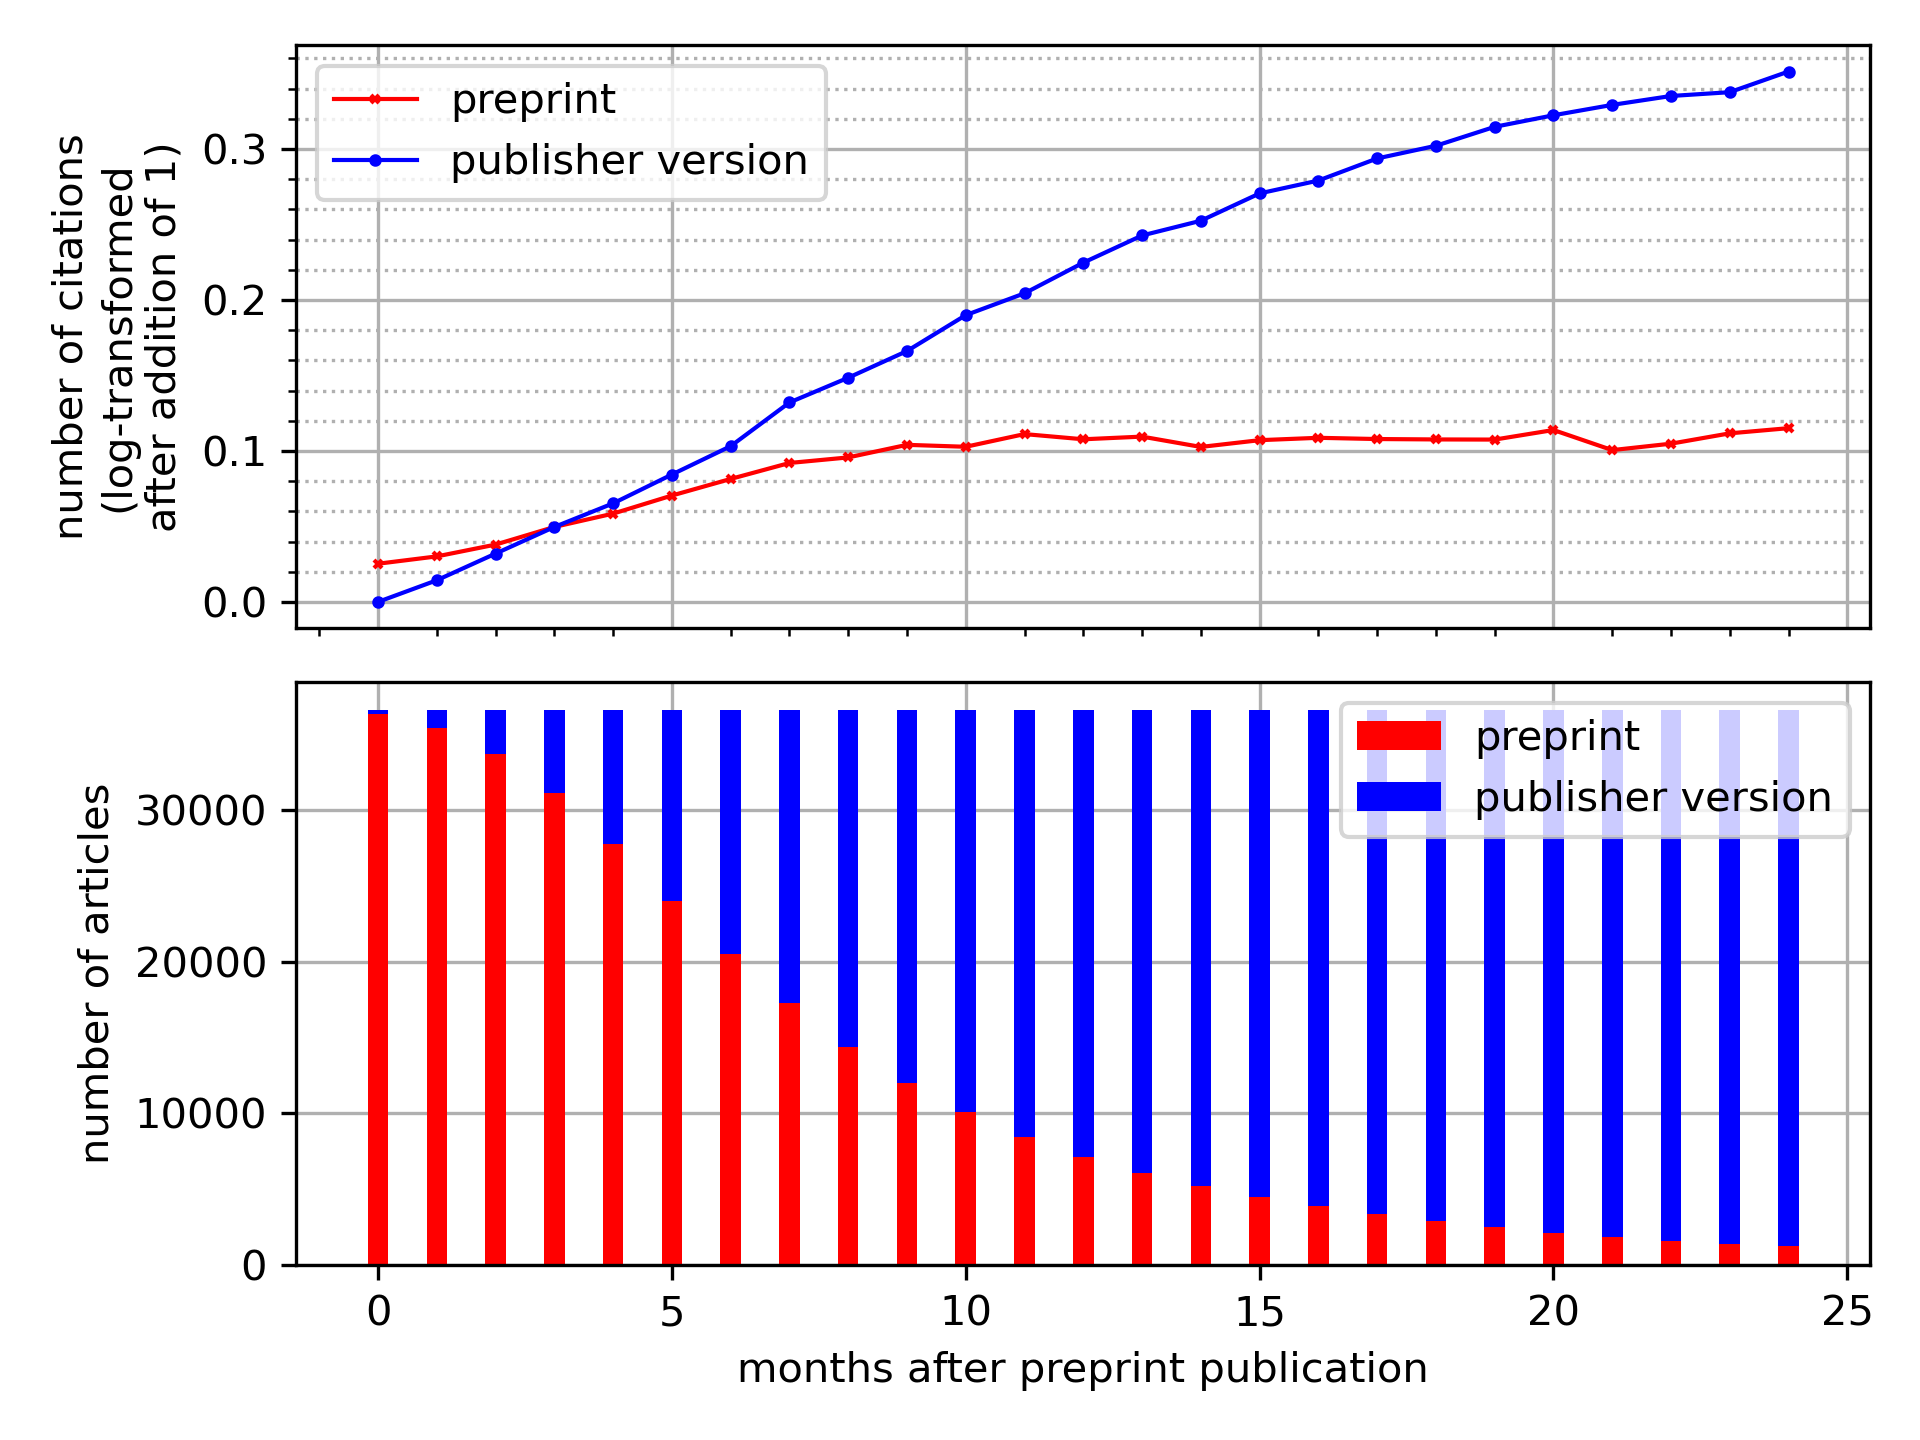 number of citations
(log-transformed
after addition of 1)
0.3
0.2
0.1
0.0
preprint
publisher version
number of articles
30000
20000
10000
0
preprint
publisher version
0 5 10 15 20 25
months after preprint publication